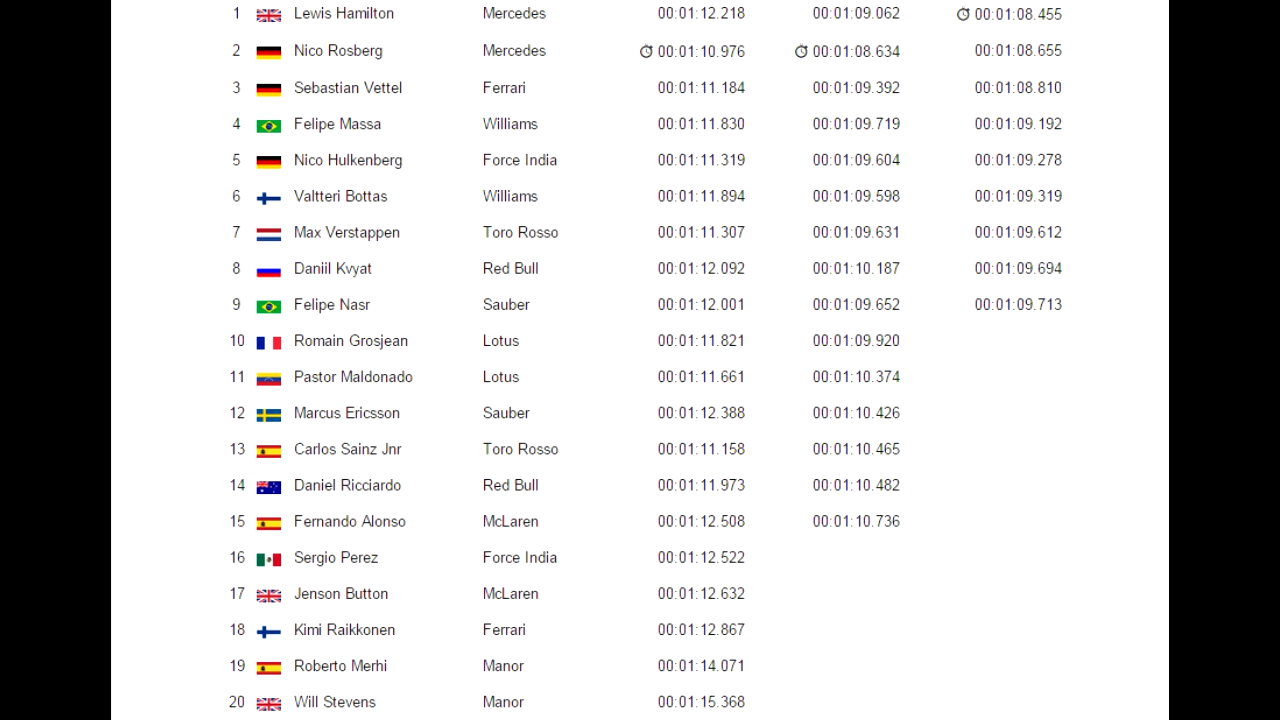 1 Lewis Hamilton Mercedes 00:01:12.218 00:01:09.062 00:01:08.455
2 Nico Rosberg Mercedes 00:01:10.976 00:01:08.634 00:01:08.655
3 Sebastian Vettel Ferrari 00:01:11.184 00:01:09.392 00:01:08.810
4 Felipe Massa Williams 00:01:11.830 00:01:09.719 00:01:09.192
5 Nico Hulkenberg Force India 00:01:11.319 00:01:09.604 00:01:09.278
6 Valtteri Bottas Williams 00:01:11.894 00:01:09.598 00:01:09.319
7 Max Verstappen Toro Rosso 00:01:11.307 00:01:09.631 00:01:09.612
8 Daniil Kvyat Red Bull 00:01:12.092 00:01:10.187 00:01:09.694
9 Felipe Nasr Sauber 00:01:12.001 00:01:09.652 00:01:09.713
10 Romain Grosjean Lotus 00:01:11.821 00:01:09.920
11 Pastor Maldonado Lotus 00:01:11.661 00:01:10.374
12 Marcus Ericsson Sauber 00:01:12.388 00:01:10.426
13 Carlos Sainz Jnr Toro Rosso 00:01:11.158 00:01:10.465
14 Daniel Ricciardo Red Bull 00:01:11.973 00:01:10.482
15 Fernando Alonso McLaren 00:01:12.508 00:01:10.736
16 Sergio Perez Force India 00:01:12.522
17 Jenson Button McLaren 00:01:12.632
18 Kimi Raikkonen Ferrari 00:01:12.867
19 Roberto Merhi Manor 00:01:14.071
20 Will Stevens Manor 00:01:15.368